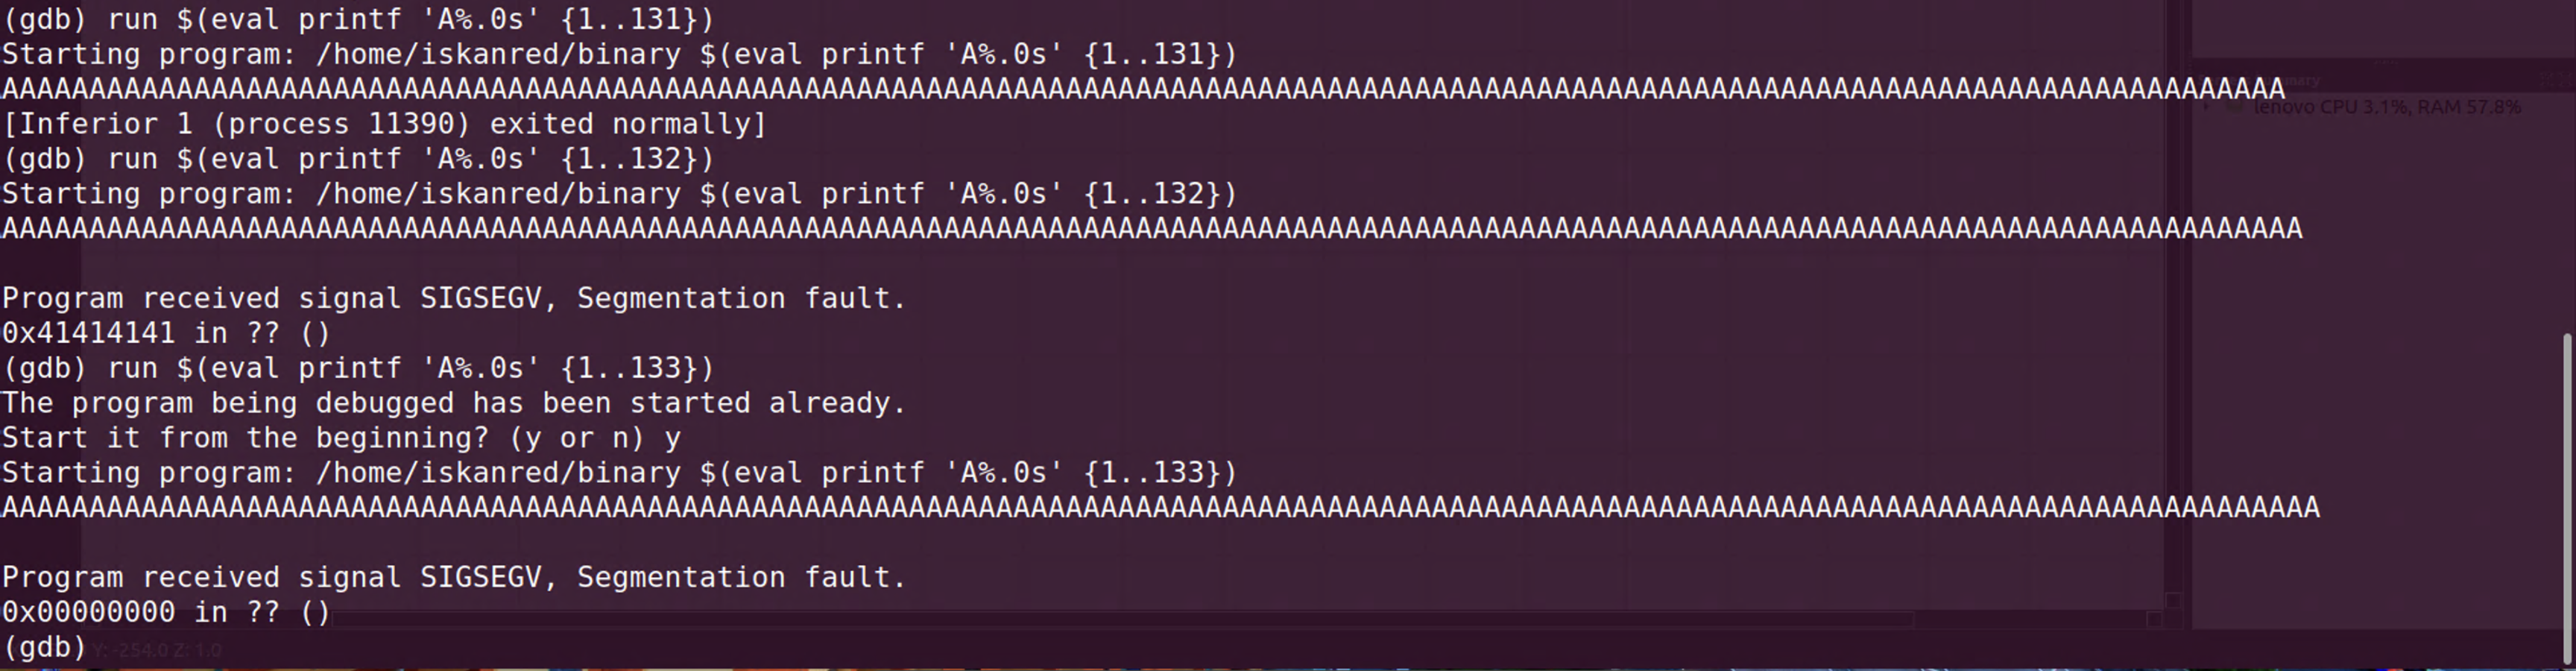 (gdb) run $(eval printf 'A%.0s' {1..131})
Starting program: /home/iskanred/binary $(eval printf 'A%.0s' {1..131})
AAAAAAAAAAAAAAAAAAAAAAAAAAAAAAAAAAAAAAAAAAAAAAAAAAAAAAAAAAAAAAAAAAAAAAAAAAAAAAAAAAAAAAAAAAAAAAAAAAAAAAAAAAAAAAAAAAAAAAAAAAAAAAAAAAA
lenovo CPU 3.1%, RAM 57.8%
[Inferior 1 (process 11390) exited normally]
(gdb) run $(eval printf 'A%.0s' {1..132})
Starting program: /home/iskanred/binary $(eval printf 'A%.0s' {1..132})
AAAAAAAAAAAAAAAAAAAAAAAAAAAAAAAAAAAAAAAAAAAAAAAAAAAAAAAAAAAAAAAAAAAAAAAAAAAAAAAAAAAAAAAAAAAAAAAAAAAAAAAAAAAAAAAAAAAAAAAAAAAAAAAAAAAA
Program received signal SIGSEGV, Segmentation fault.
0x41414141 in ?? ()
(gdb) run $(eval printf 'A%.0s' {1..133})
The program being debugged has been started already.
Start it from the beginning? (y or n) y
Starting program: /home/iskanred/binary $(eval printf 'A%.0s' {1..133})
AAAAAAAAAAAAAAAAAAAAAAAAAAAAAAAAAAAAAAAAAAAAAAAAAAAAAAAAAAAAAAAAAAAAAAAAAAAAAAAAAAAAAAAAAAAAAAAAAAAAAAAAAAAAAAAAAAAAAAAAAAAAAAAAAAAAA
Program received signal SIGSEGV, Segmentation fault.
0x00000000 in ?? ()
(gdb) Y: -254.0 Z: 1.0